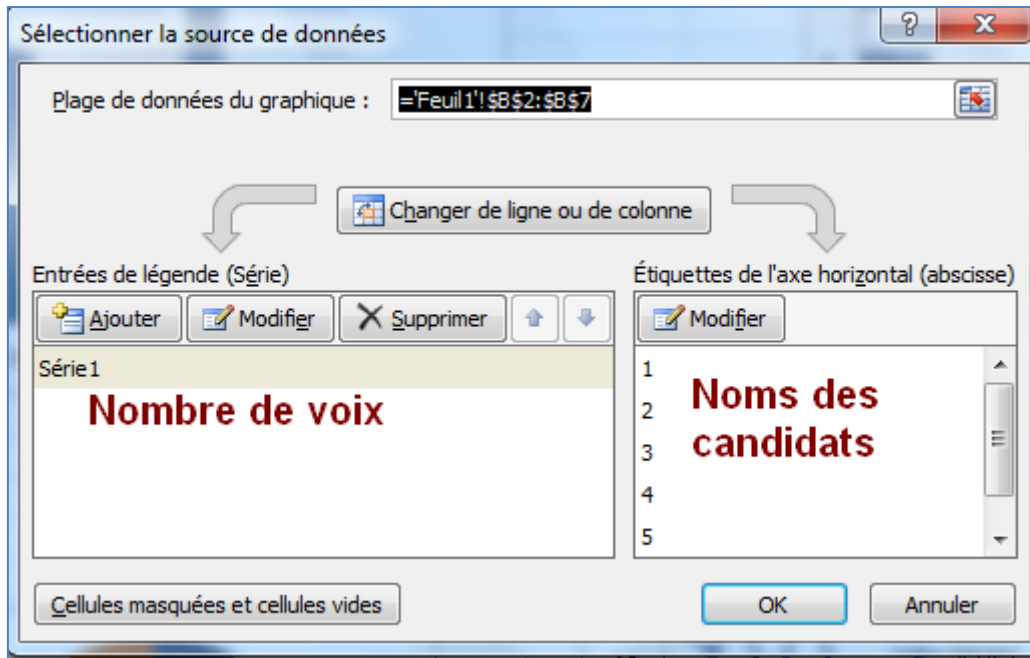 Sélectionner la source de données
Plage de données du graphique :
='Feuil1'!$B$2:$B$7
Changer de ligne ou de colonne
Entrées de légende (Série)
Étiquettes de l'axe horizontal (abscisse)
Ajouter
Modifier
Supprimer
Modifier
Série1
Nombre de voix
1
2
3
4
5
Noms des
candidats
Cellules masquées et cellules vides
OK
Annuler